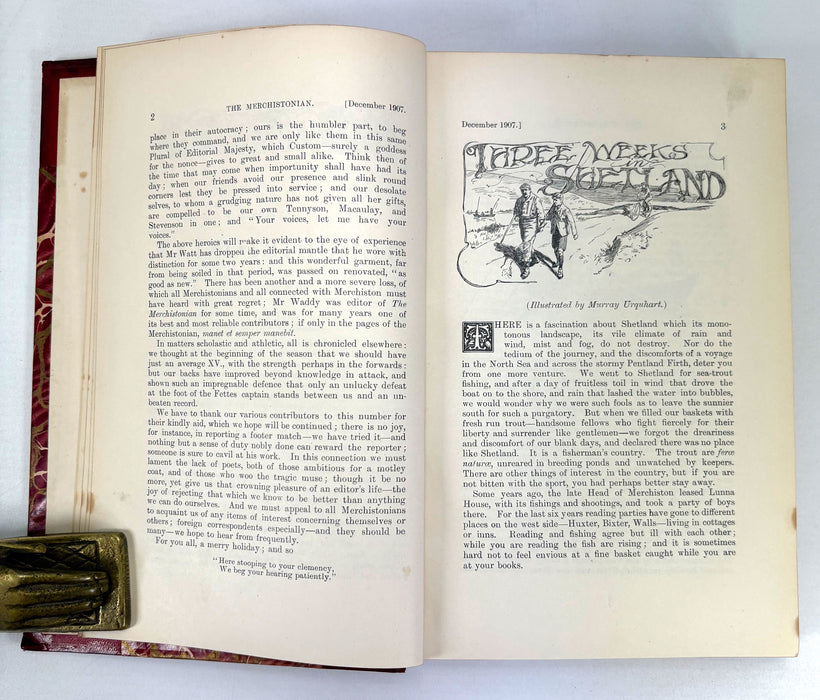 2
THE MERCHISTONIAN.
[December 1907.
place in their autocracy; ours is the humbler part, to beg
where they command, and we are only like them in this same
Plural of Editorial Majesty, which Custom—surely a goddess
for the nonce—gives to great and small alike. Think then of
the time that may come when importunity shall have had its
day; when our friends avoid our presence and slink round
corners lest they be pressed into service; and our desolate
selves, to whom a grudging nature has not given all her gifts,
are compelled to be our own Tennyson, Macaulay, and
Stevenson in one; and "Your voices, let me have your
voices."
The above heroics will make it evident to the eye of experience
that Mr Watt has dropped the editorial mantle that he wore with
distinction for some two years: and this wonderful garment, far
from being soiled in that period, was passed on renovated, "as
good as new." There has been another and a more severe loss, of
which all Merchistonians and all connected with Merchiston must
have heard with great regret; Mr Waddy was editor of The
Merchistonian for some time, and was for many years one of
its best and most reliable contributors; if only in the pages of the
Merchistonian, manet et semper manebit.
In matters scholastic and athletic, all is chronicled elsewhere:
we thought at the beginning of the season that we should have
just an average XV., with the strength perhaps in the forwards:
but our backs have improved beyond knowledge in attack, and
shown such an impregnable defence that only an unlucky defeat
at the foot of the Fettes captain stands between us and an un-
beaten record.
We have to thank our various contributors to this number for
their kindly aid, which we hope will be continued; there is no joy,
for instance, in reporting a footer match—we have tried it—and
nothing but a sense of duty nobly done can reward the reporter;
someone is sure to cavil at his work. In this connection we must
lament the lack of poets, both of those ambitious for a motley
coat, and of those who woo the tragic muse; though it be no
more, yet give us that crowning pleasure of an editor's life—the
joy of rejecting that which we know to be better than anything
we can do ourselves. And we must appeal to all Merchistonians
to acquaint us of any items of interest concerning themselves or
others; foreign correspondents especially—and they should be
many—we hope to hear from frequently.
For you all, a merry holiday; and so
"Here stooping to your clemency,
We beg your hearing patiently."
December 1907.]
3
THREE WEEKS
in
SHETLAND
(Illustrated by Murray Urquhart.)
THERE is a fascination about Shetland which its mono-
tonous landscape, its vile climate of rain and
wind, mist and fog, do not destroy. Nor do the
tedium of the journey, and the discomforts of a voyage
in the North Sea and across the stormy Pentland Firth, deter you
from one more venture. We went to Shetland for sea-trout
fishing, and after a day of fruitless toil in wind that drove the
boat on to the shore, and rain that lashed the water into bubbles,
we would wonder why we were such fools as to leave the sunnier
south for such a purgatory. But when we filled our baskets with
fresh run trout—handsome fellows who fight fiercely for their
liberty and surrender like gentlemen—we forgot the dreariness
and discomfort of our blank days, and declared there was no place
like Shetland. It is a fisherman's country. The trout are feræ
naturæ, unreared in breeding ponds and unwatched by keepers.
There are other things of interest in the country, but if you are
not bitten with the sport, you had perhaps better stay away.
Some years ago, the late Head of Merchiston leased Lunna
House, with its fishings and shootings, and took a party of boys
there. For the last six years reading parties have gone to different
places on the west side—Huxter, Bixter, Walls—living in cottages
or inns. Reading and fishing agree but ill with each other;
while you are reading the fish are rising; and it is sometimes
hard not to feel envious at a fine basket caught while you are
at your books.